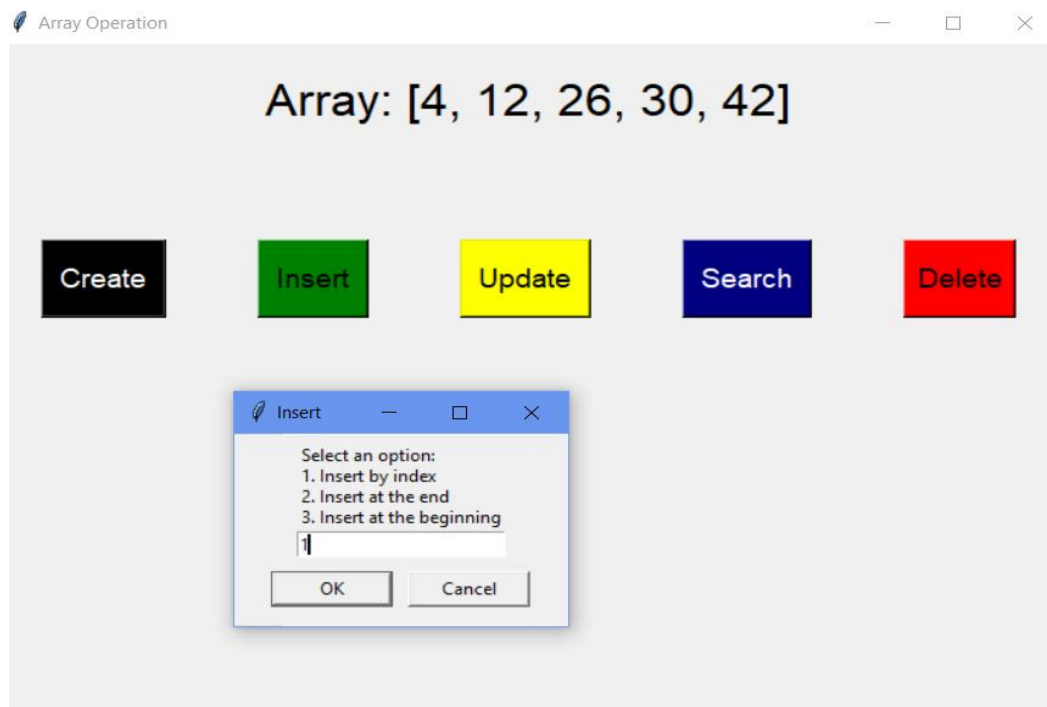 Array Operation
Array: [4, 12, 26, 30, 42]
Create Insert Update Search Delete
Insert
Select an option:
1. Insert by index
2. Insert at the end
3. Insert at the beginning
1
OK Cancel